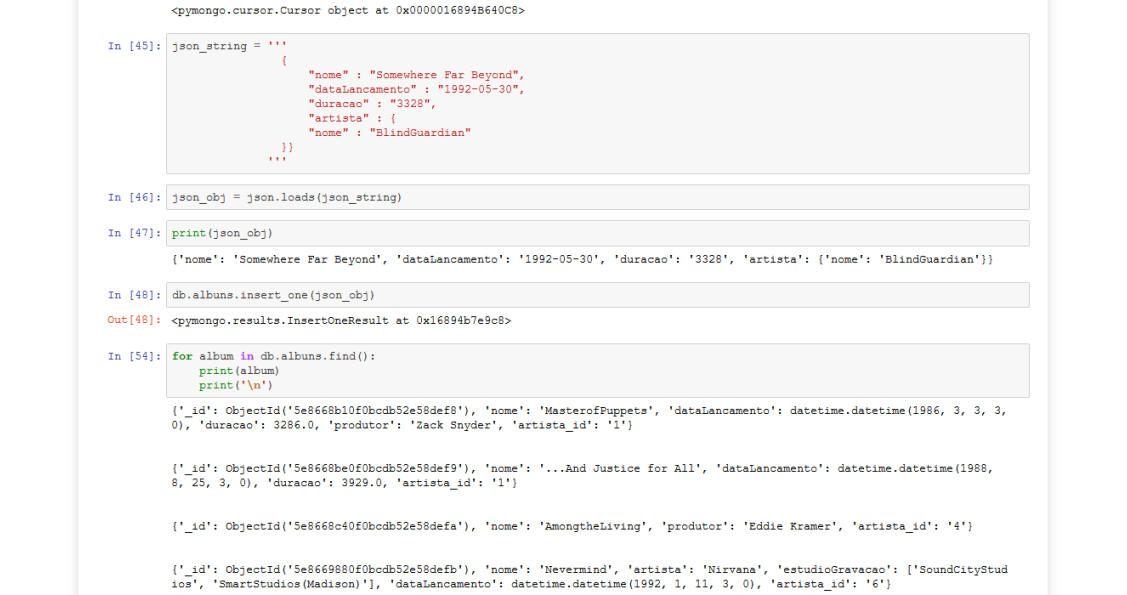 <pymongo.cursor.Cursor object at 0x0000016894B640C8>
In [45]: json_string = '''
{
"nome" : "Somewhere Far Beyond",
"dataLancamento" : "1992-05-30",
"duracao" : "3328",
"artista" : {
"nome" : "BlindGuardian"
}}
'''
In [46]: json_obj = json.loads(json_string)
In [47]: print(json_obj)
{'nome': 'Somewhere Far Beyond', 'dataLancamento': '1992-05-30', 'duracao': '3328', 'artista': {'nome': 'BlindGuardian'}}
In [48]: db.albuns.insert_one(json_obj)
Out[48]: <pymongo.results.InsertOneResult at 0x16894b7e9c8>
In [54]: for album in db.albuns.find():
print(album)
print('\n')
{'_id': ObjectId('5e8668b10f0bcdb52e58def8'), 'nome': 'MasterofPuppets', 'dataLancamento': datetime.datetime(1986, 3, 3, 3,
0), 'duracao': 3286.0, 'produtor': 'Zack Snyder', 'artista_id': '1'}
{'_id': ObjectId('5e8668be0f0bcdb52e58def9'), 'nome': '...And Justice for All', 'dataLancamento': datetime.datetime(1988,
8, 25, 3, 0), 'duracao': 3929.0, 'artista_id': '1'}
{'_id': ObjectId('5e8668c40f0bcdb52e58defa'), 'nome': 'AmongtheLiving', 'produtor': 'Eddie Kramer', 'artista_id': '4'}
{'_id': ObjectId('5e8669880f0bcdb52e58defb'), 'nome': 'Nevermind', 'artista': 'Nirvana', 'estudioGravacao': ['SoundCityStud
ios', 'SmartStudios(Madison)'], 'dataLancamento': datetime.datetime(1992, 1, 11, 3, 0), 'artista_id': '6'}